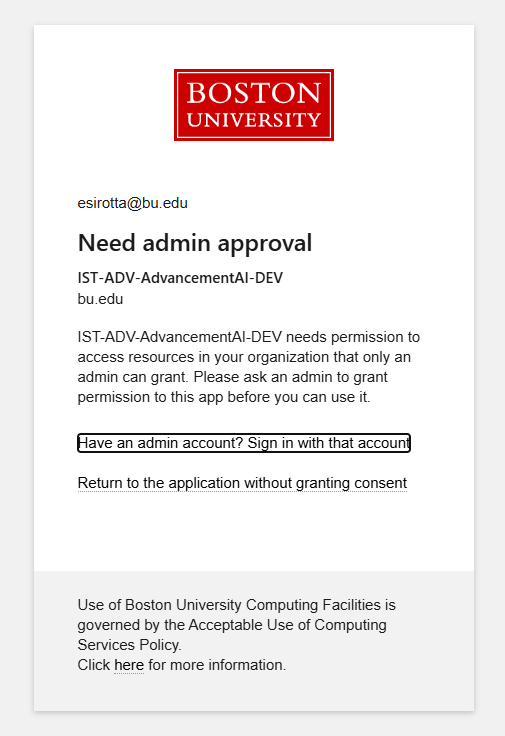 BOSTON
UNIVERSITY
esirotta@bu.edu
Need admin approval
IST-ADV-AdvancementAI-DEV
bu.edu
IST-ADV-AdvancementAI-DEV needs permission to
access resources in your organization that only an
admin can grant. Please ask an admin to grant
permission to this app before you can use it.
Have an admin account? Sign in with that account
Return to the application without granting consent
Use of Boston University Computing Facilities is
governed by the Acceptable Use of Computing
Services Policy.
Click here for more information.